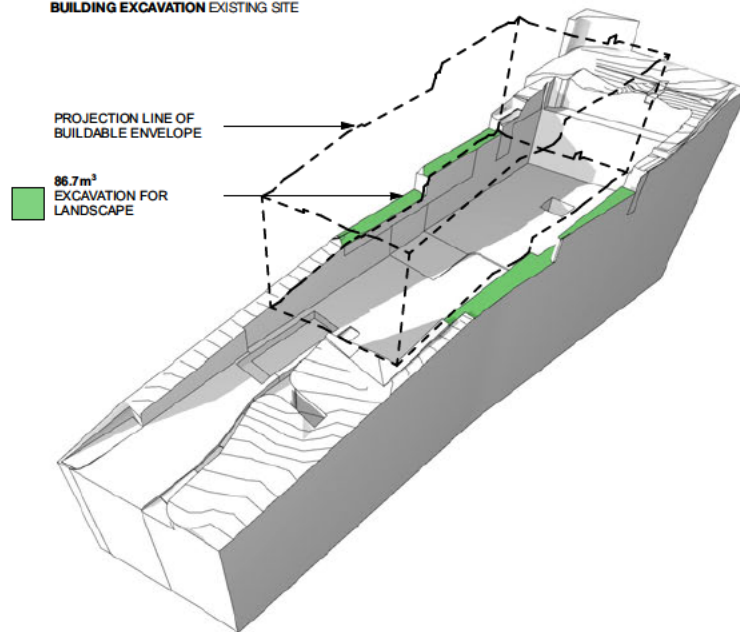 BUILDING EXCAVATION EXISTING SITE
PROJECTION LINE OF
BUILDABLE ENVELOPE
86.7m³
EXCAVATION FOR
LANDSCAPE